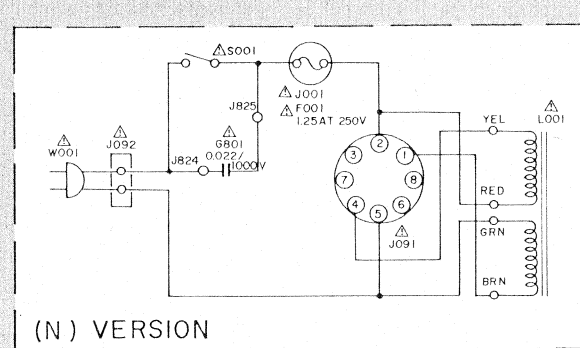 ⚠ S001
⚠ J001
⚠ F001
1.25AT 250V
J825
⚠
G801
0.022/
1000V
J824
⚠
W001
⚠
J092
2
3
1
7
8
4
5
6
⚠
J091
YEL
⚠
L001
RED
GRN
BRN
(N) VERSION